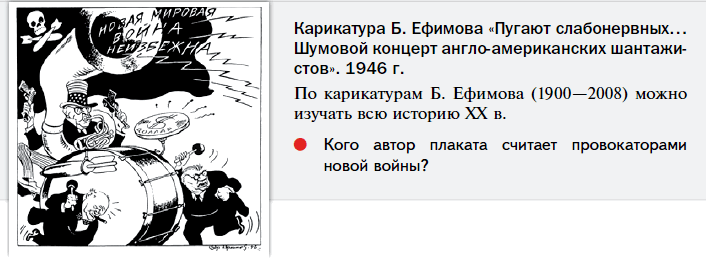 НОВАЯ МИРОВАЯ
ВОЙНА
НЕИЗБЕЖНА
Карикатура Б. Ефимова «Пугают слабонервных…
Шумовой концерт англо-американских шантажи-
стов». 1946 г.
По карикатурам Б. Ефимова (1900—2008) можно
изучать всю историю XX в.
Кого автор плаката считает провокаторами
новой войны?